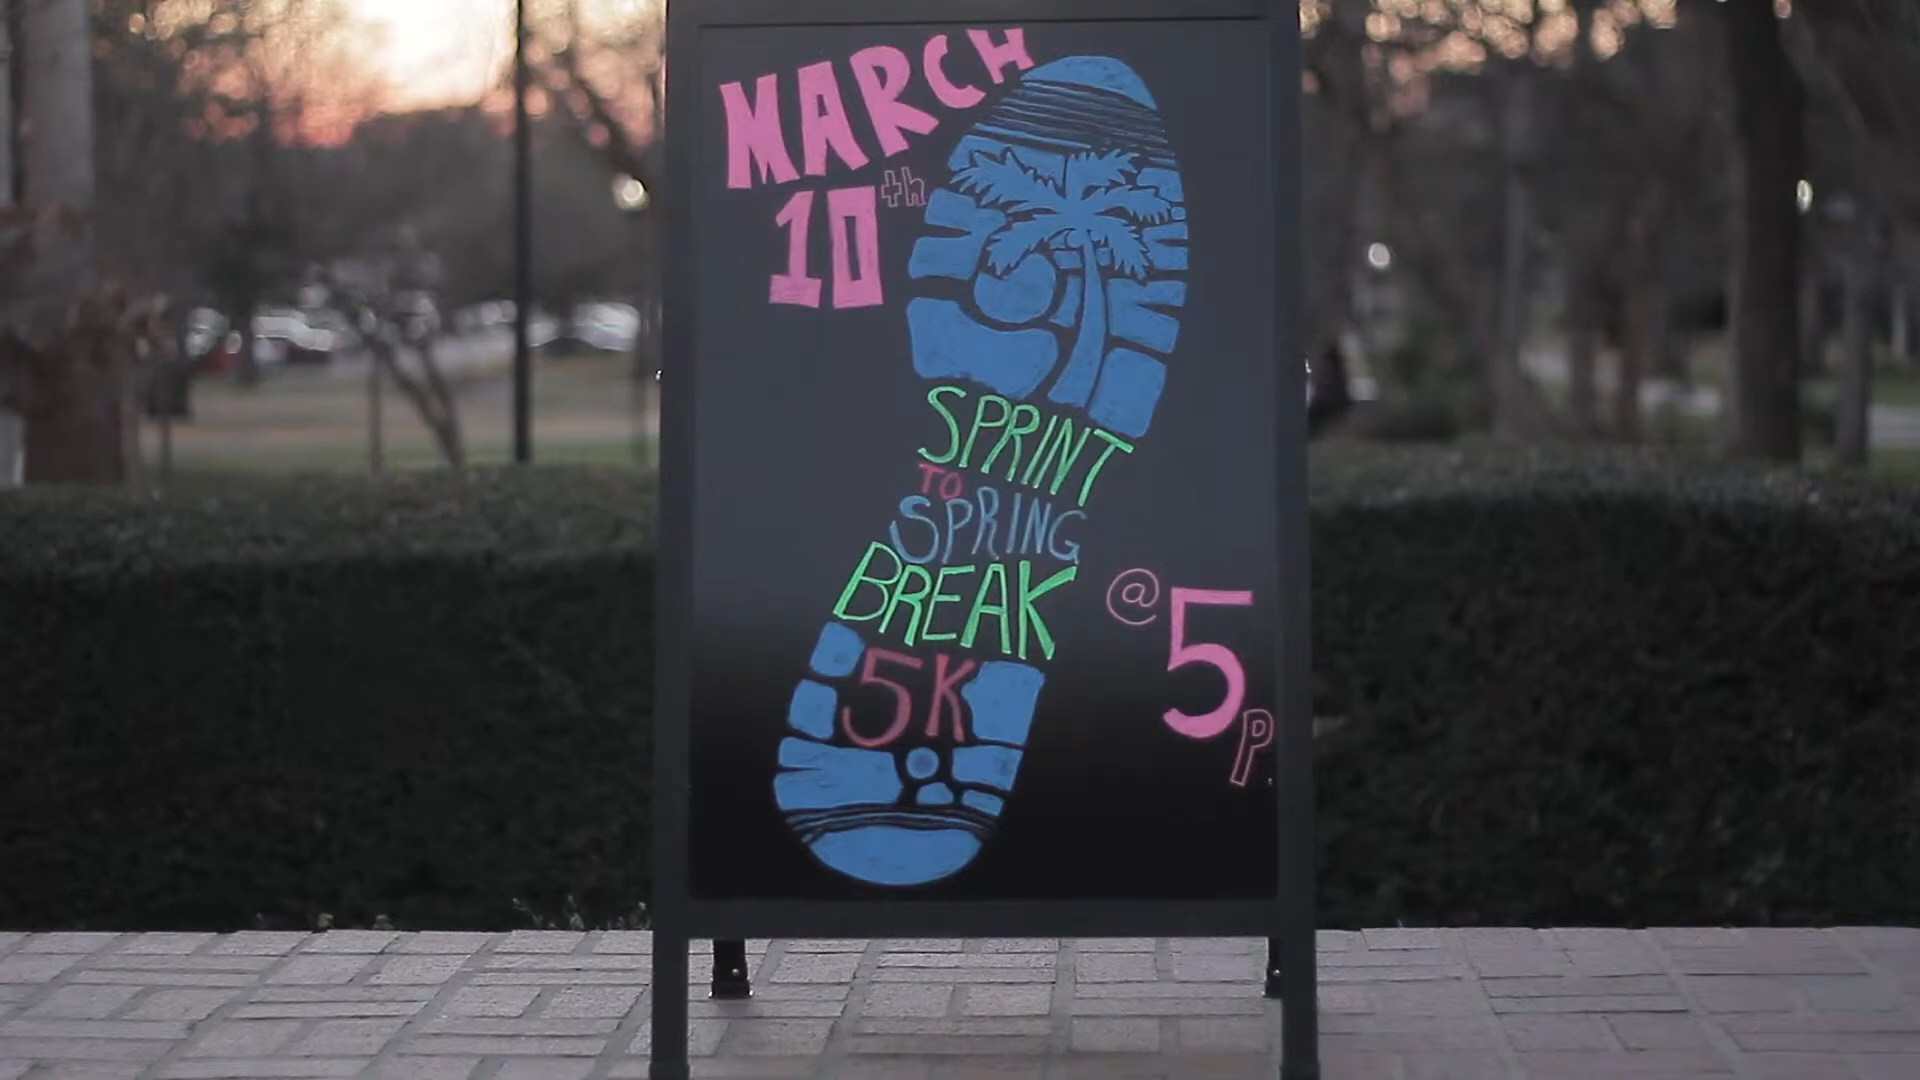 MARCH
10th
SPRINT
TO
SPRING
BREAK
5K
@5P.